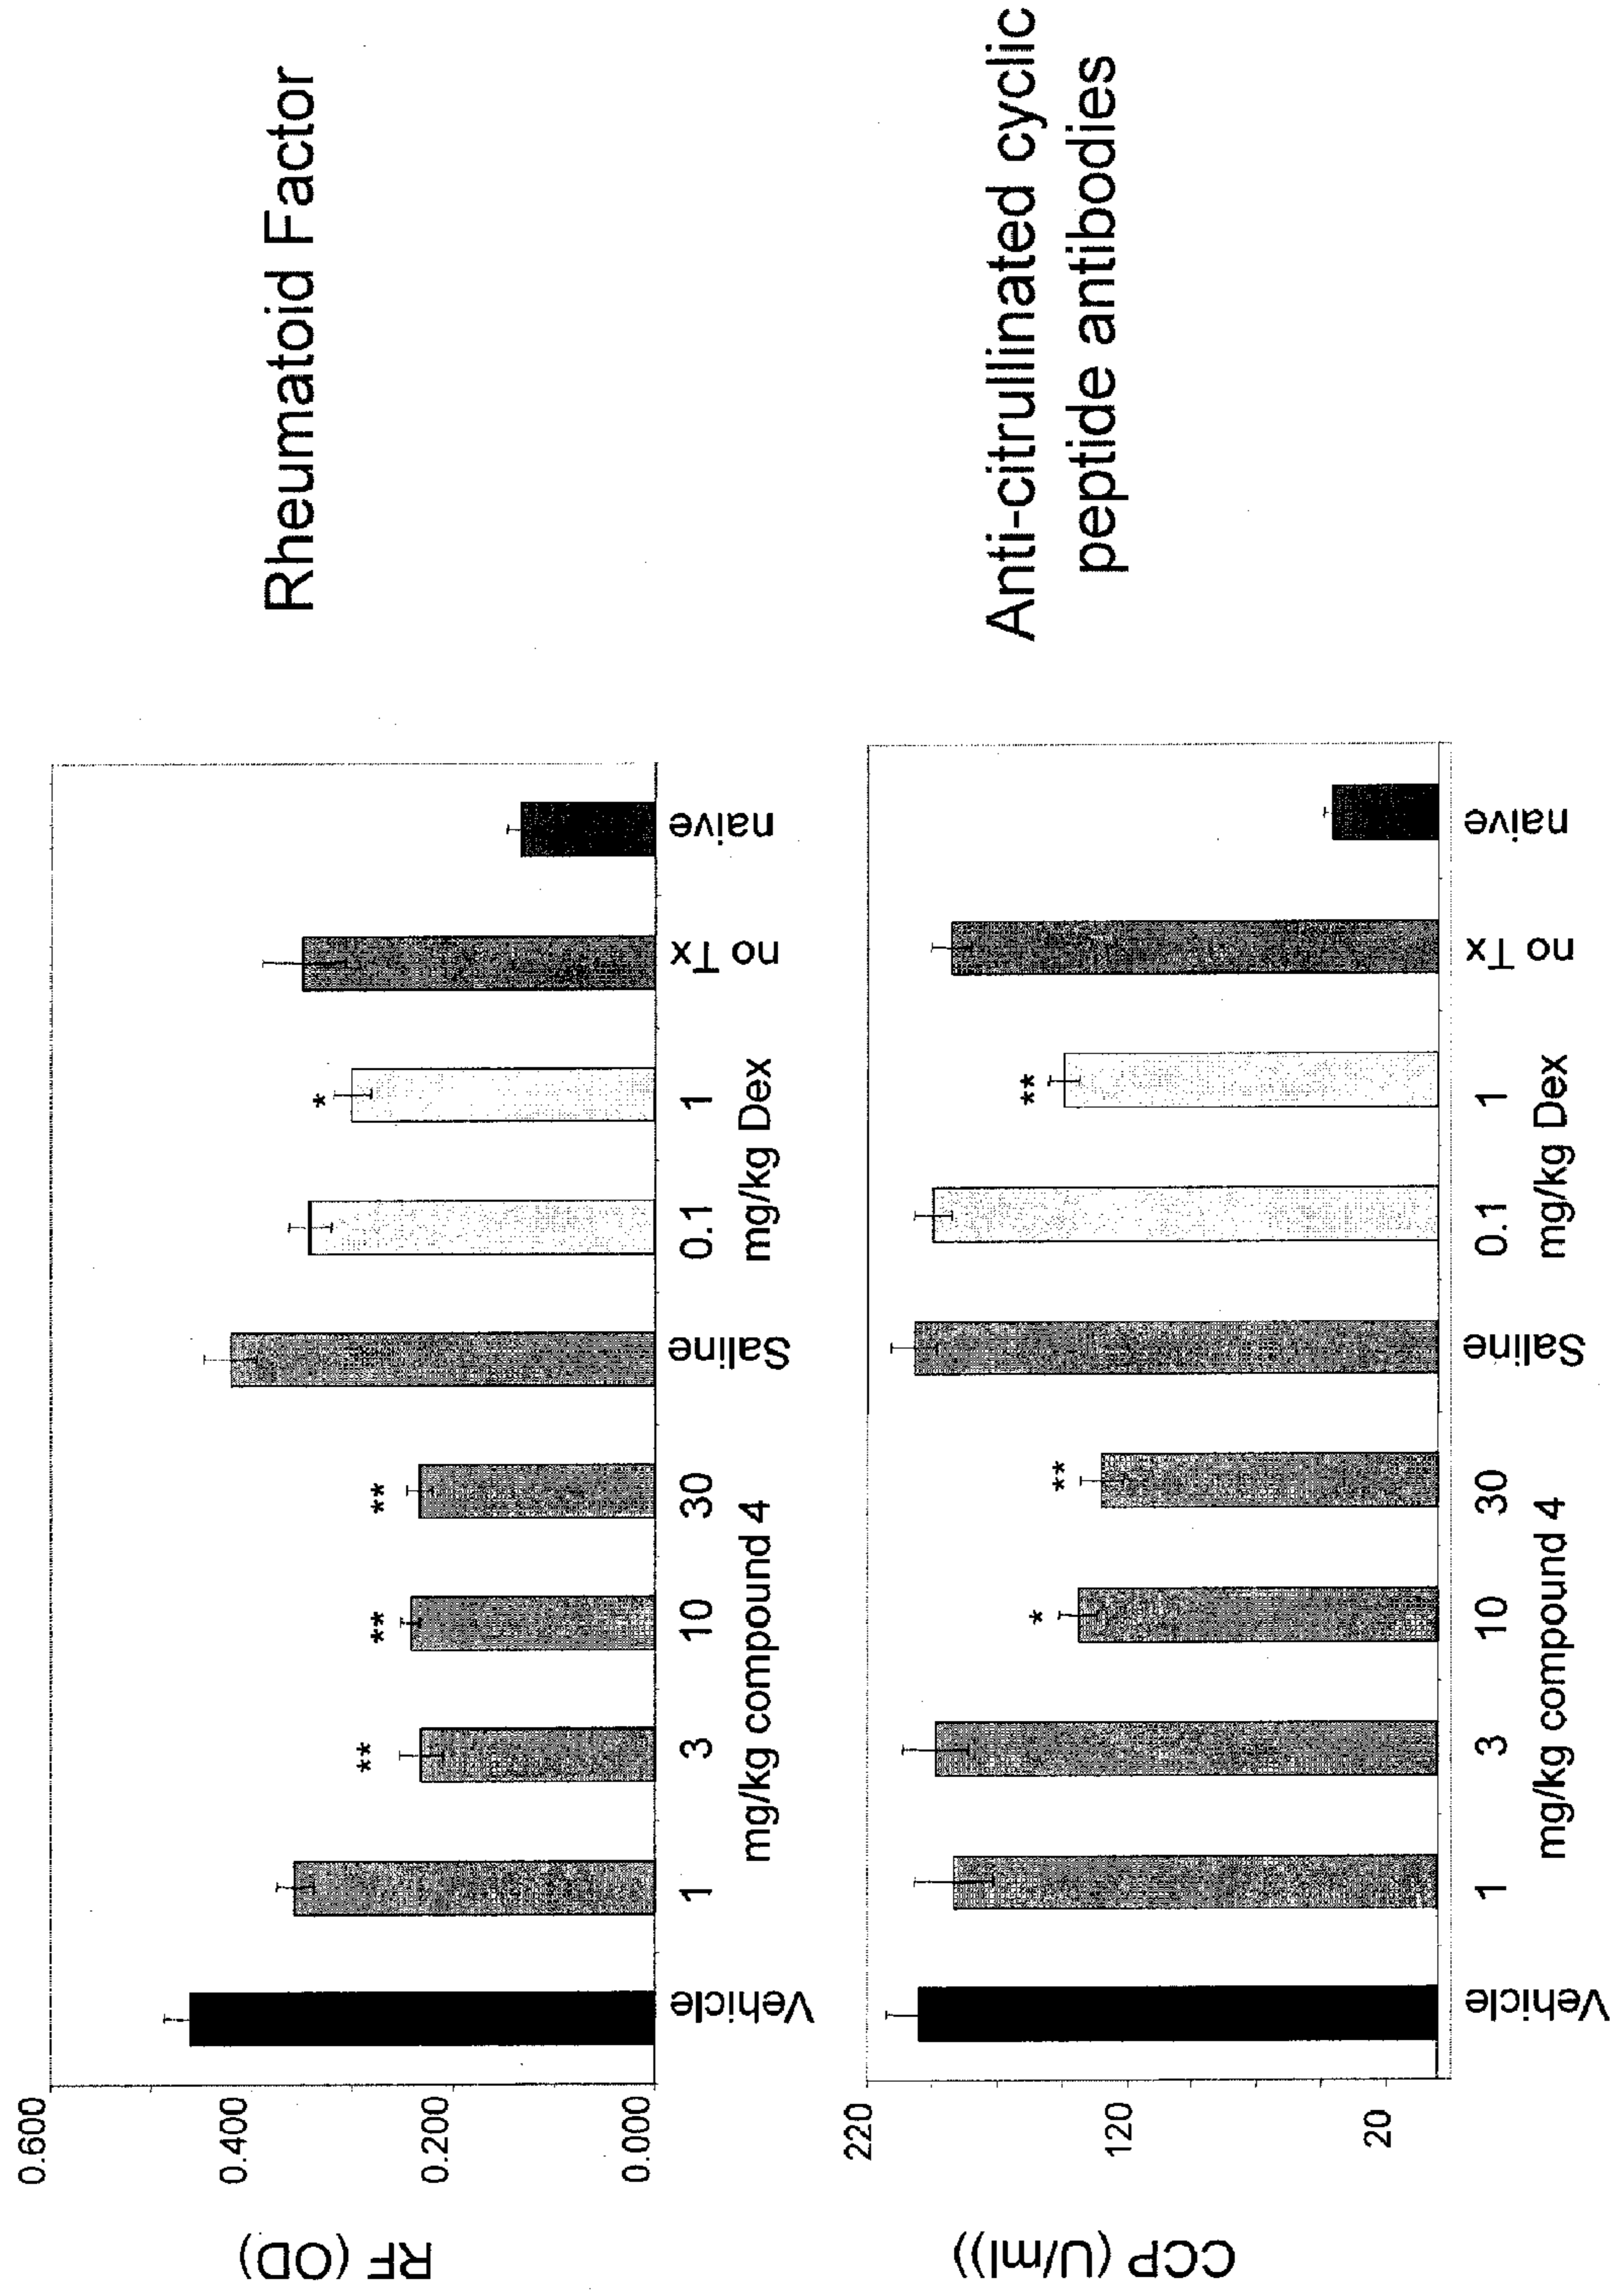 Rheumatoid Factor
RF (OD)
0.600
0.400
0.200
0.000
** ** ** *
Vehicle 1 3 10 30 Saline 0.1 1 no Tx naive
mg/kg compound 4 mg/kg Dex
Anti-citrullinated cyclic
peptide antibodies
CCP (U/ml))
220
120
20
* ** **
Vehicle 1 3 10 30 Saline 0.1 1 no Tx naive
mg/kg compound 4 mg/kg Dex